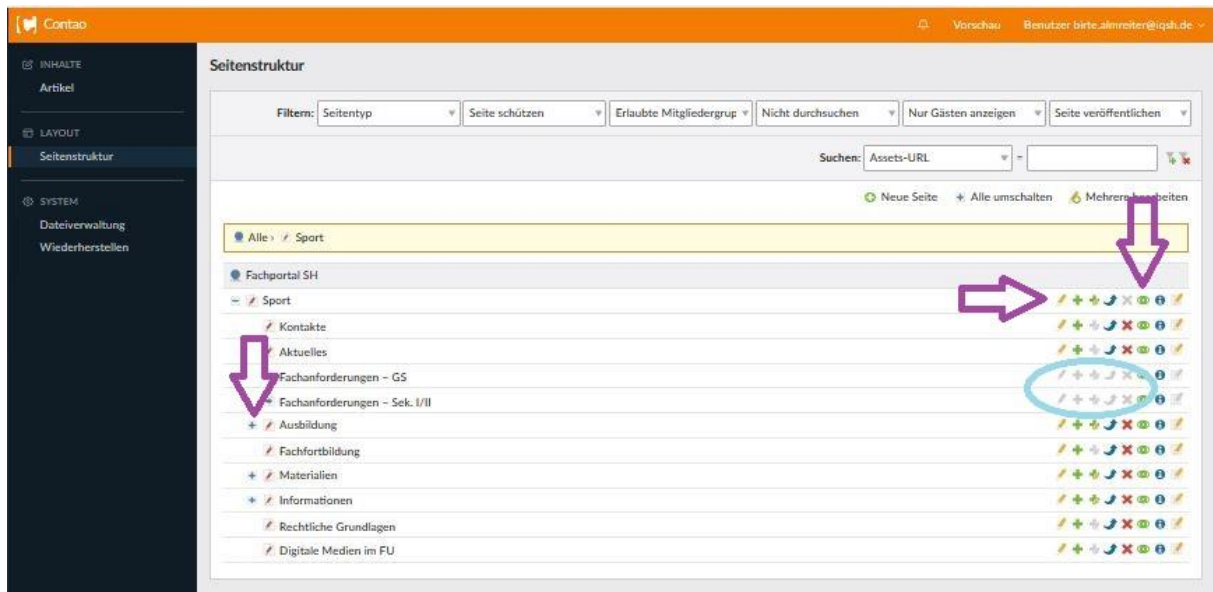 Contao
Vorschau
Benutzer birte.almreiter@iqsh.de
INHALTE
Artikel
LAYOUT
Seitenstruktur
SYSTEM
Dateiverwaltung
Wiederherstellen
Seitenstruktur
Filtern: Seitentyp Seite schützen Erlaubte Mitgliedergrup Nicht durchsuchen Nur Gästen anzeigen Seite veröffentlichen
Suchen: Assets-URL =
Neue Seite Alle umschalten Mehrere bearbeiten
Alle › Sport
Fachportal SH
Sport
Kontakte
Aktuelles
Fachanforderungen – GS
Fachanforderungen – Sek. I/II
Ausbildung
Fachfortbildung
Materialien
Informationen
Rechtliche Grundlagen
Digitale Medien im FU